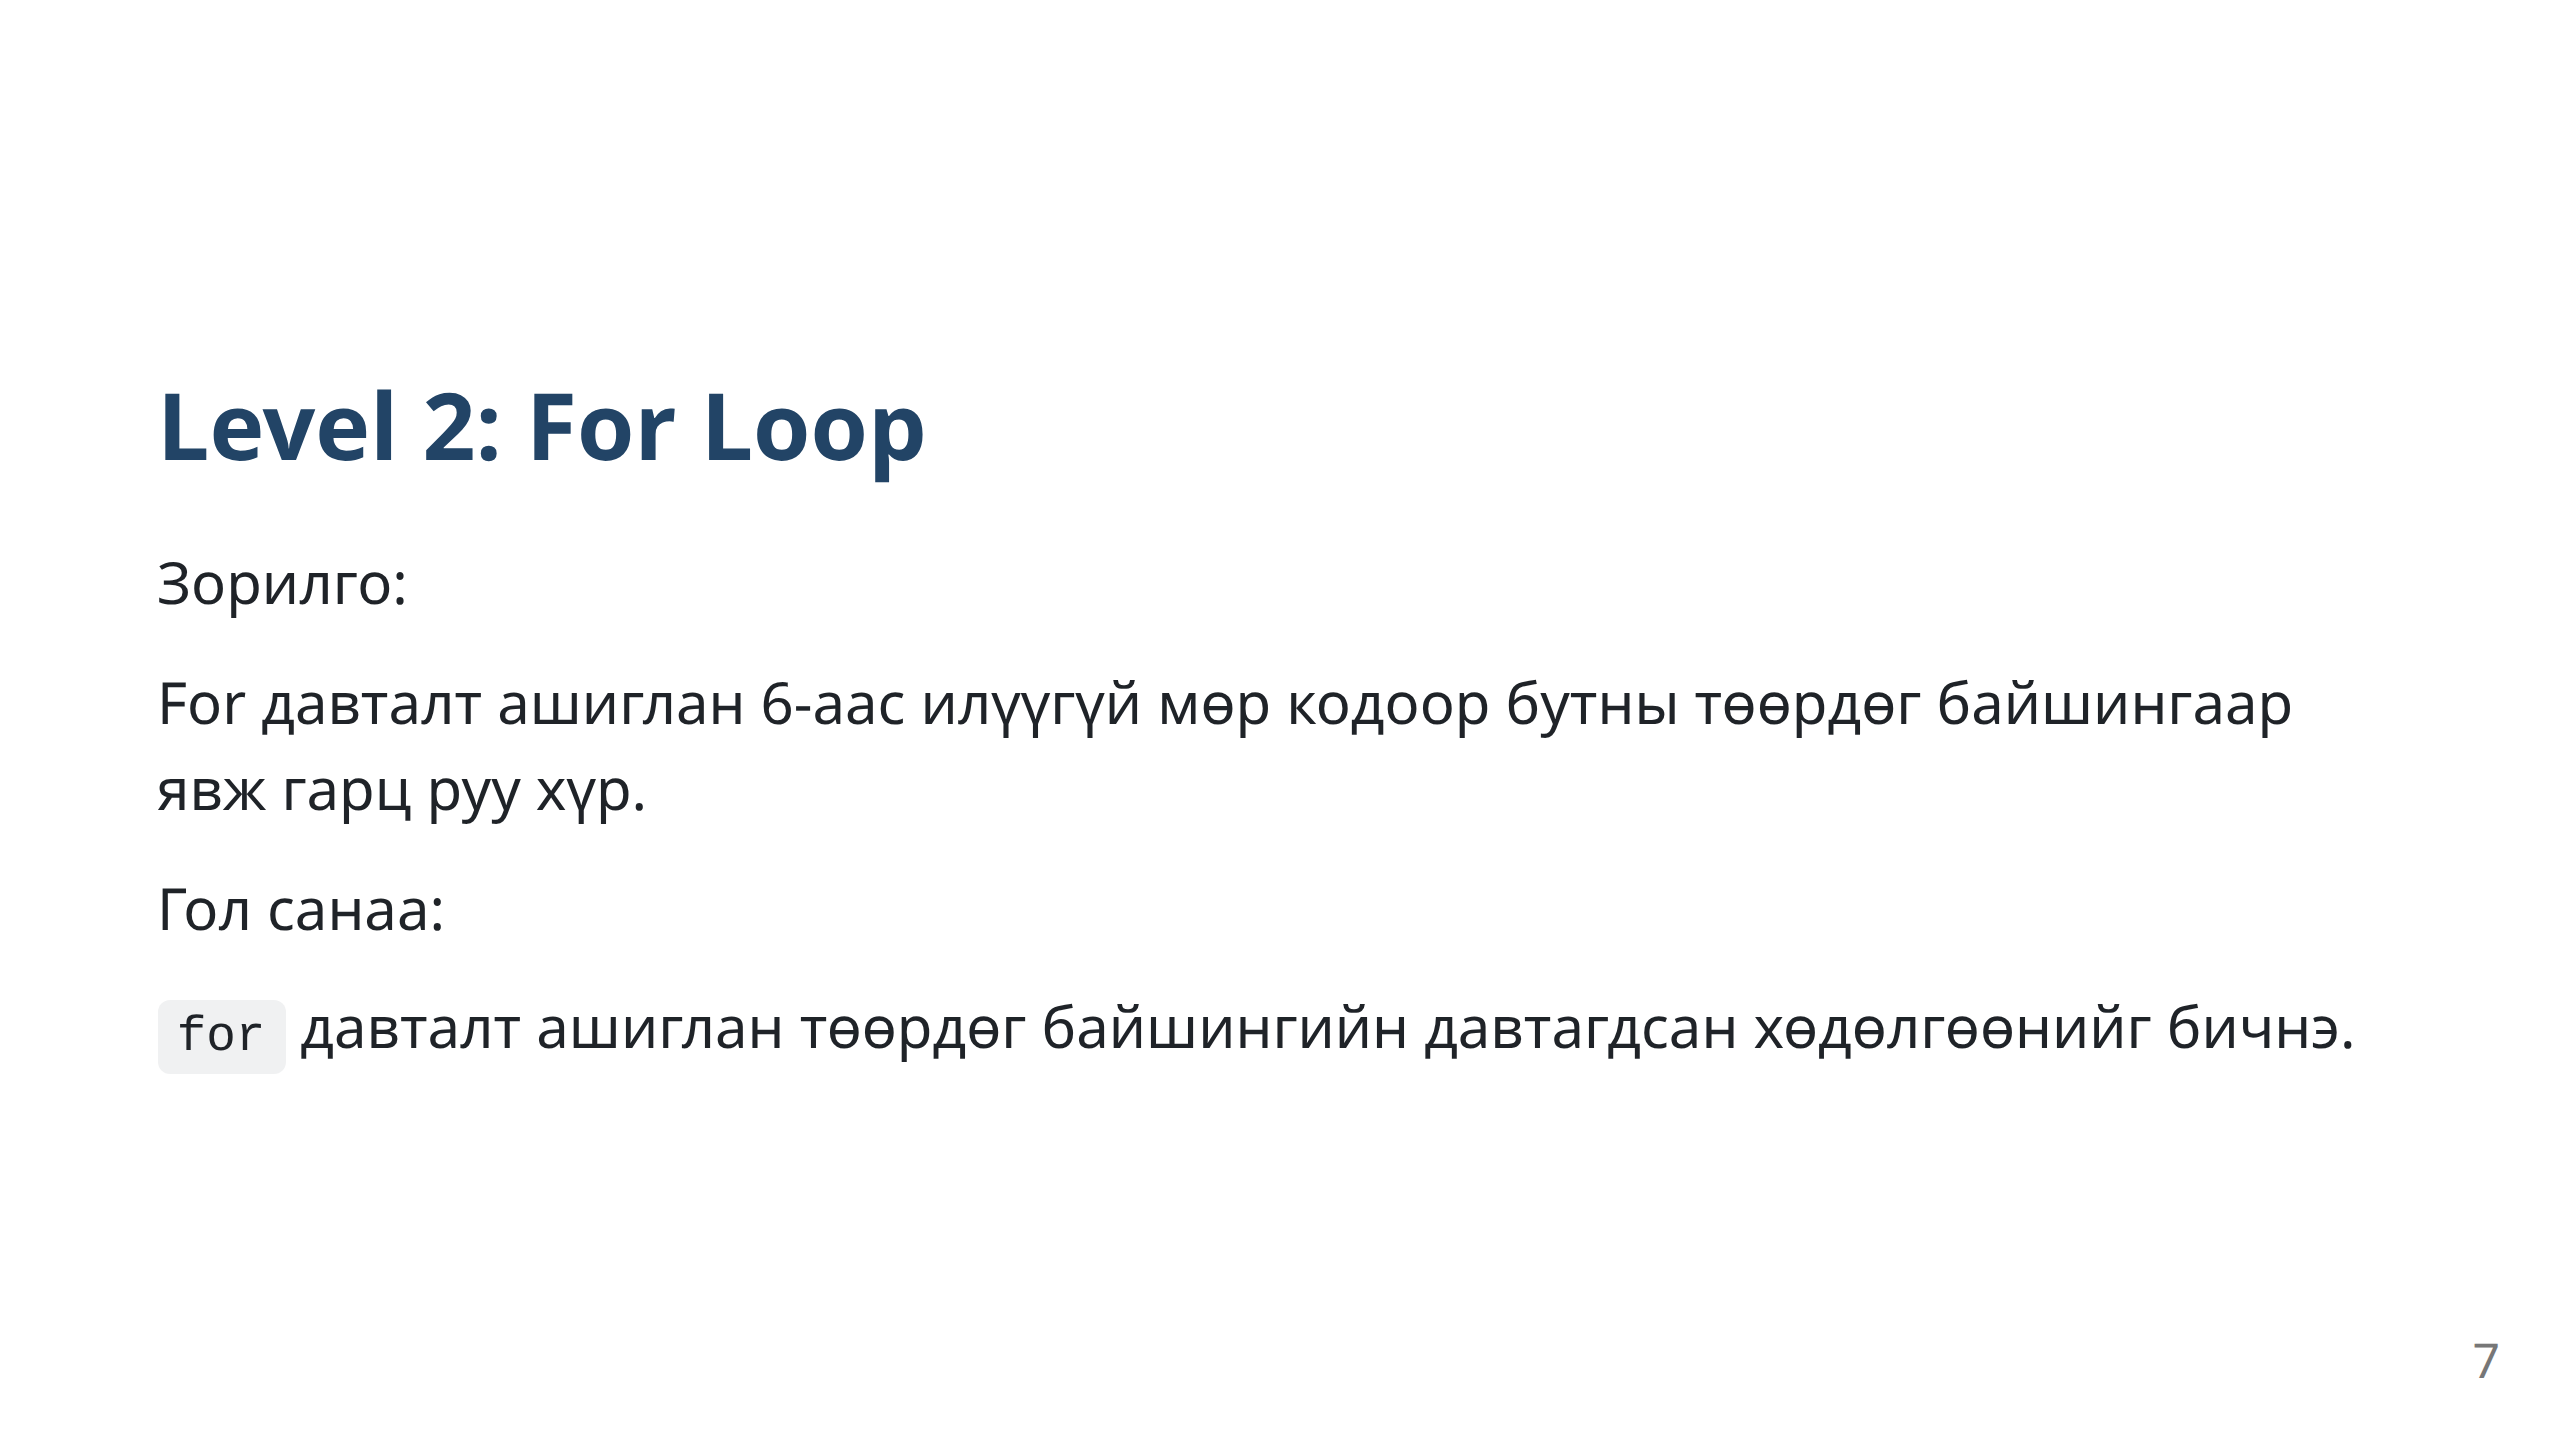 Level 2: For Loop
Зорилго:
For давталт ашиглан 6-аас илүүгүй мөр кодоор бутны төөрдөг байшингаар
явж гарц руу хүр.
Гол санаа:
for давталт ашиглан төөрдөг байшингийн давтагдсан хөдөлгөөнийг бичнэ.
7